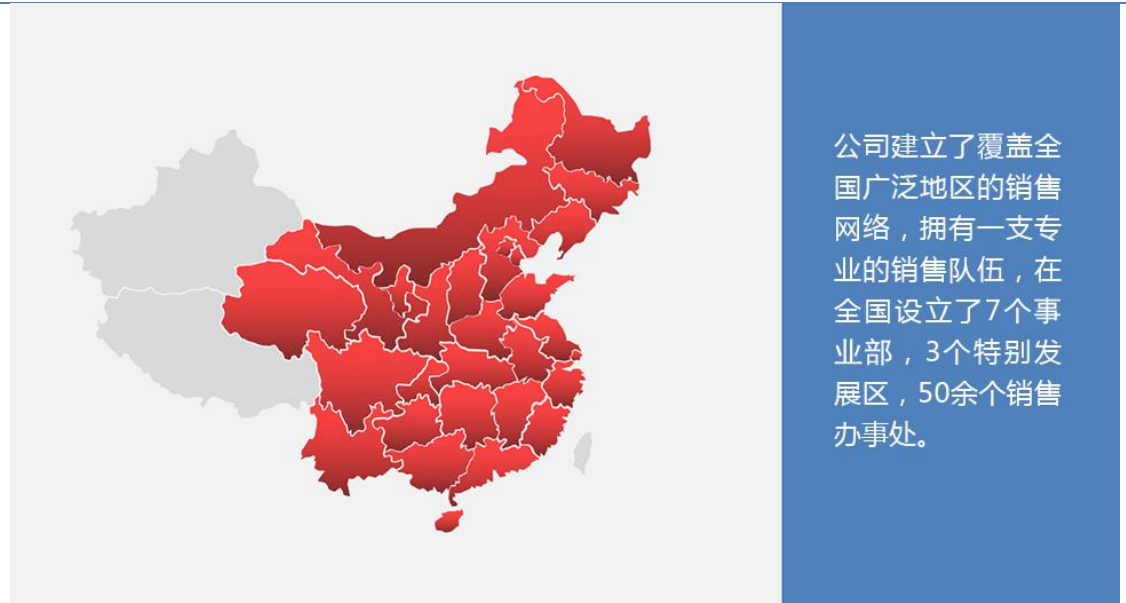 公司建立了覆盖全
国广泛地区的销售
网络，拥有一支专
业的销售队伍，在
全国设立了7个事
业部，3个特别发
展区，50余个销售
办事处。